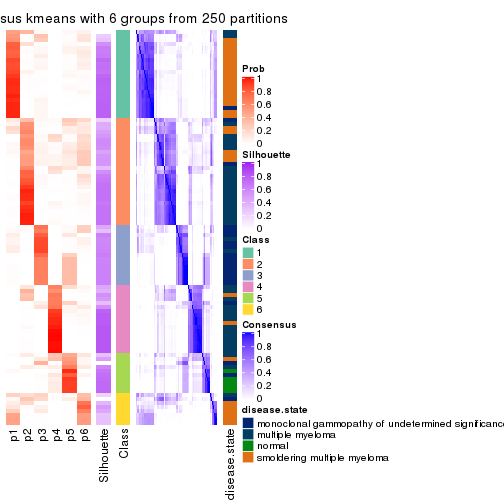 sus kmeans with 6 groups from 250 partitions
Prob
1
0.8
0.6
0.4
0.2
0
Silhouette
1
0.8
0.6
0.4
0.2
0
Class
1
2
3
4
5
6
Consensus
1
0.8
0.6
0.4
0.2
0
disease.state
monoclonal gammopathy of undetermined significance
multiple myeloma
normal
smoldering multiple myeloma
p1
p2
p3
p4
p5
p6
Silhouette
Class
disease.state